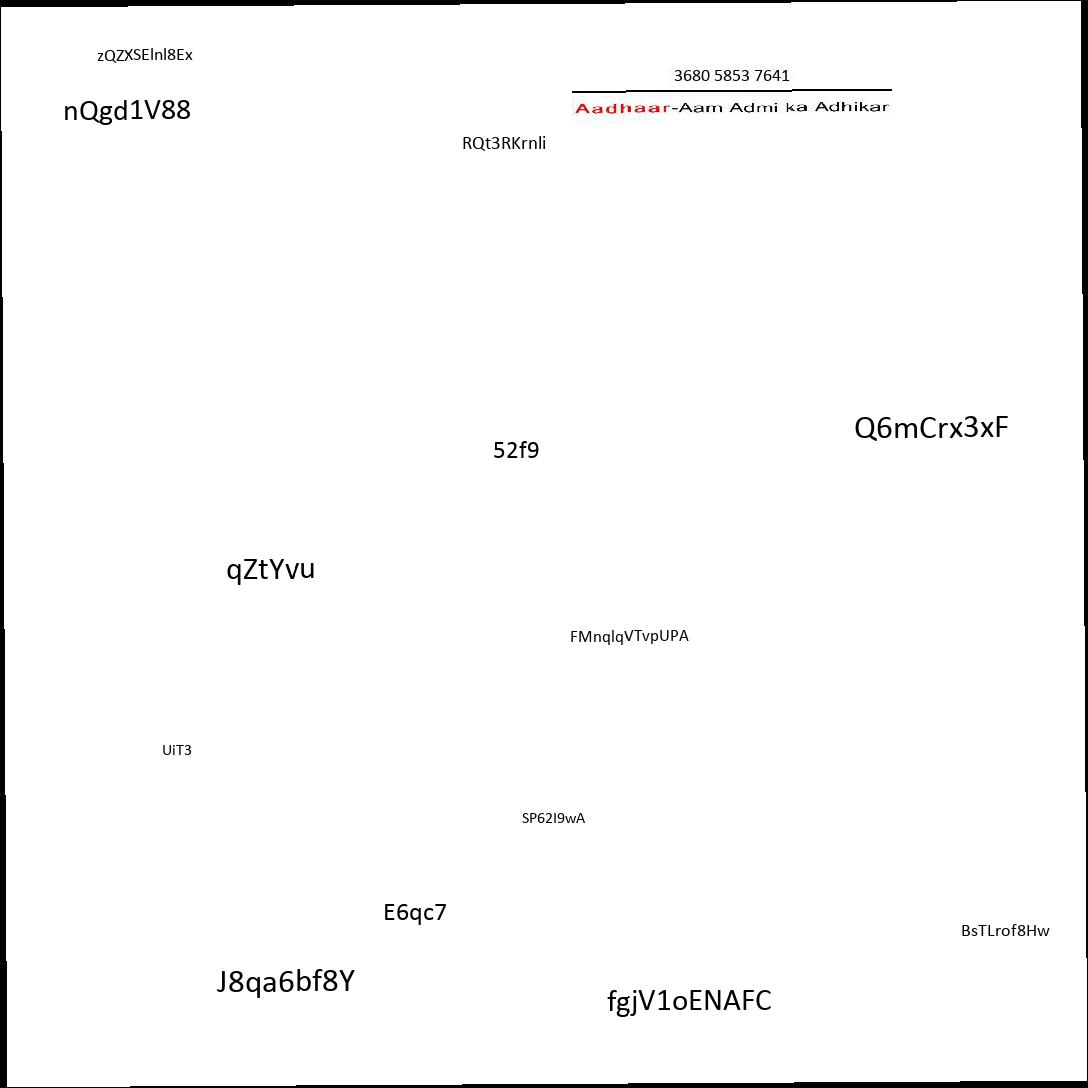 zQZXSElnl8Ex
3680 5853 7641
nQgd1V88
Aadhaar-Aam Admi ka Adhikar
RQt3RKrnli
Q6mCrx3xF
52f9
qZtYvu
FMnqlqVTvpUPA
UiT3
SP62I9wA
E6qc7
BsTLrof8Hw
J8qa6bf8Y
fgjV1oENAFC